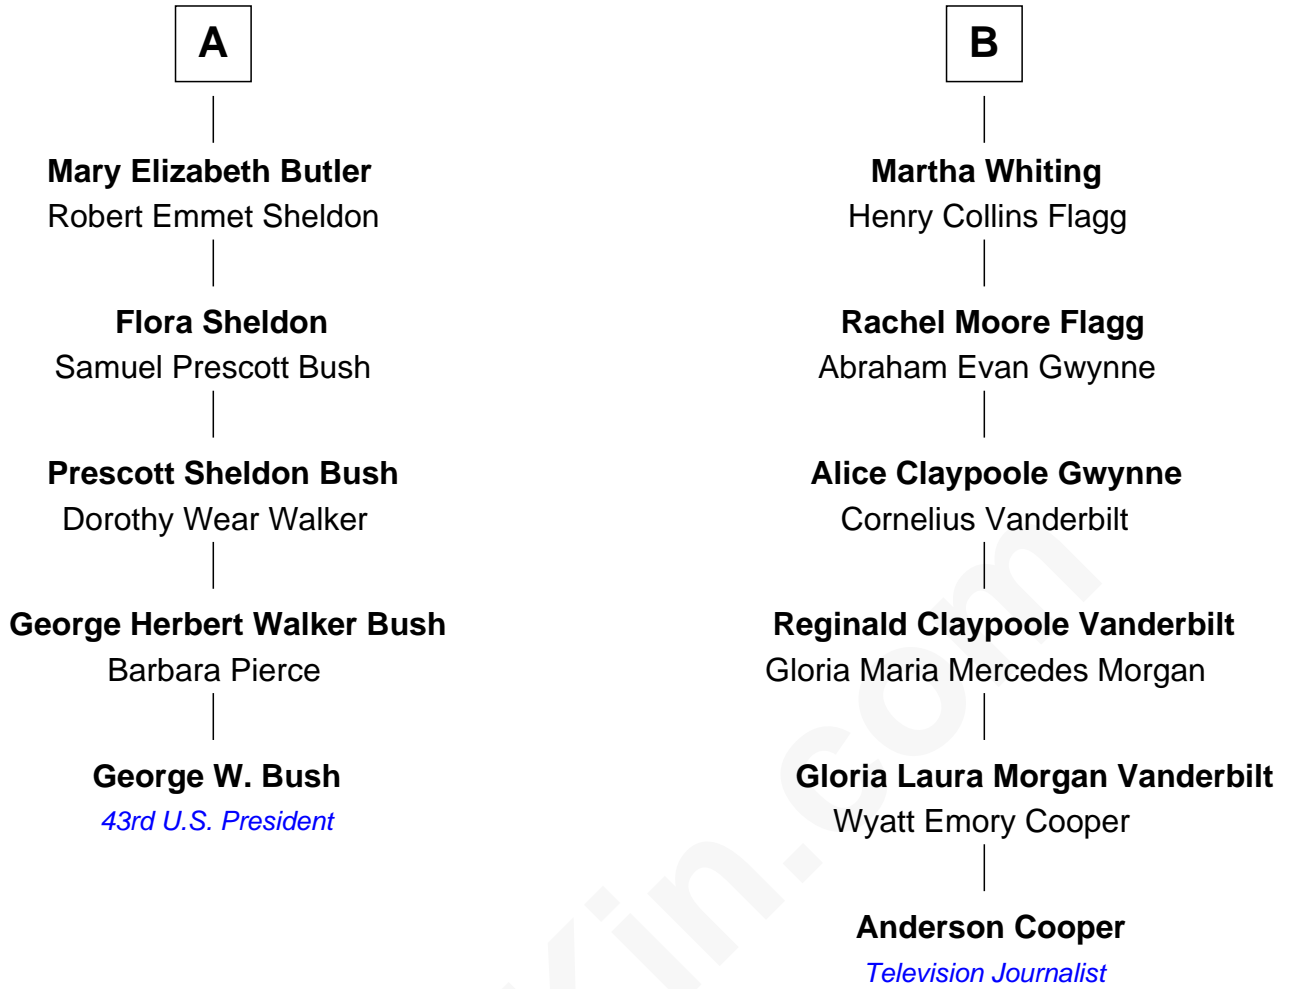 A
Mary Elizabeth Butler
Robert Emmet Sheldon
Flora Sheldon
Samuel Prescott Bush
Prescott Sheldon Bush
Dorothy Wear Walker
George Herbert Walker Bush
Barbara Pierce
George W. Bush
43rd U.S. President
B
Martha Whiting
Henry Collins Flagg
Rachel Moore Flagg
Abraham Evan Gwynne
Alice Claypoole Gwynne
Cornelius Vanderbilt
Reginald Claypoole Vanderbilt
Gloria Maria Mercedes Morgan
Gloria Laura Morgan Vanderbilt
Wyatt Emory Cooper
Anderson Cooper
Television Journalist
Kin.com